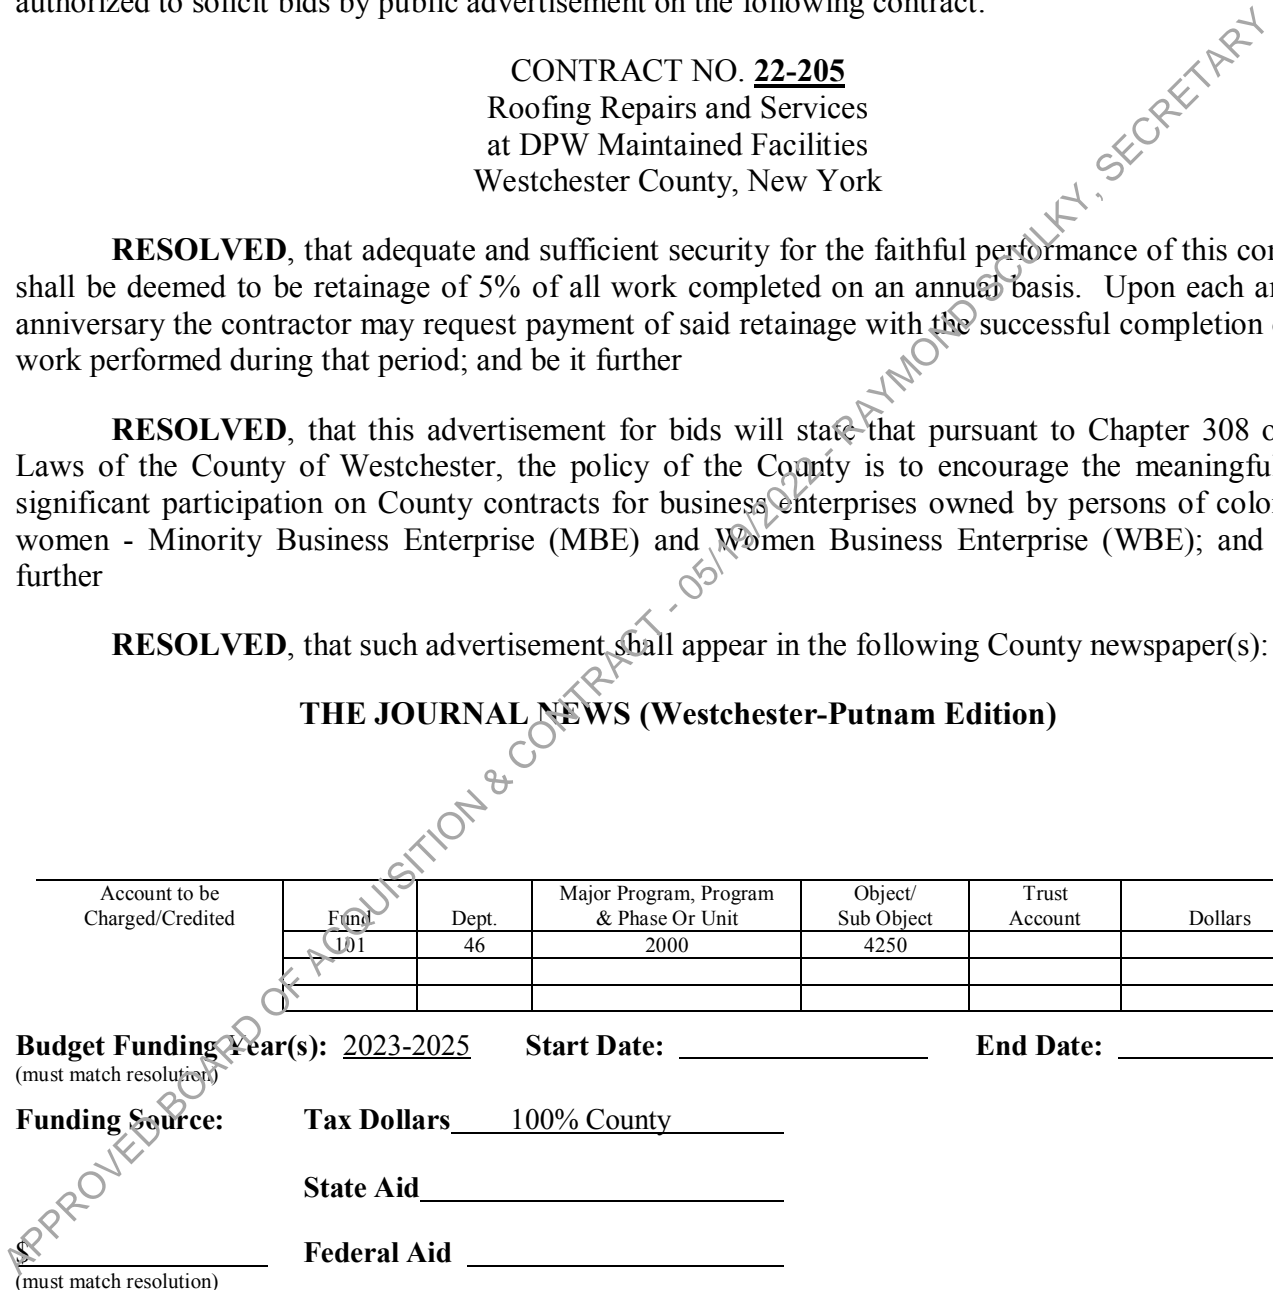 authorized to solicit bids by public advertisement on the following contract:
CONTRACT NO. 22-205
Roofing Repairs and Services
at DPW Maintained Facilities
Westchester County, New York
RESOLVED, that adequate and sufficient security for the faithful performance of this
shall be deemed to be retainage of 5% of all work completed on an annual basis. Upon each
anniversary the contractor may request payment of said retainage with the successful completion
work performed during that period; and be it further
RESOLVED, that this advertisement for bids will state that pursuant to Chapter 308
Laws of the County of Westchester, the policy of the County is to encourage the meaningful
significant participation on County contracts for business enterprises owned by persons of
women - Minority Business Enterprise (MBE) and Women Business Enterprise (WBE); and
further
RESOLVED, that such advertisement shall appear in the following County newspaper(s):
THE JOURNAL NEWS (Westchester-Putnam Edition)
Account to be Charged/Credited Fund Dept. Major Program, Program & Phase Or Unit Object/ Sub Object Trust Account Dollars
101 46 2000 4250
Budget Funding Year(s): 2023-2025 Start Date: End Date:
(must match resolution)
Funding Source: Tax Dollars 100% County
State Aid
$ Federal Aid
(must match resolution)
APPROVED BOARD OF ACQUISITION & CONTRACT - 05/19/2022 - RAYMOND SCULKY, SECRETARY